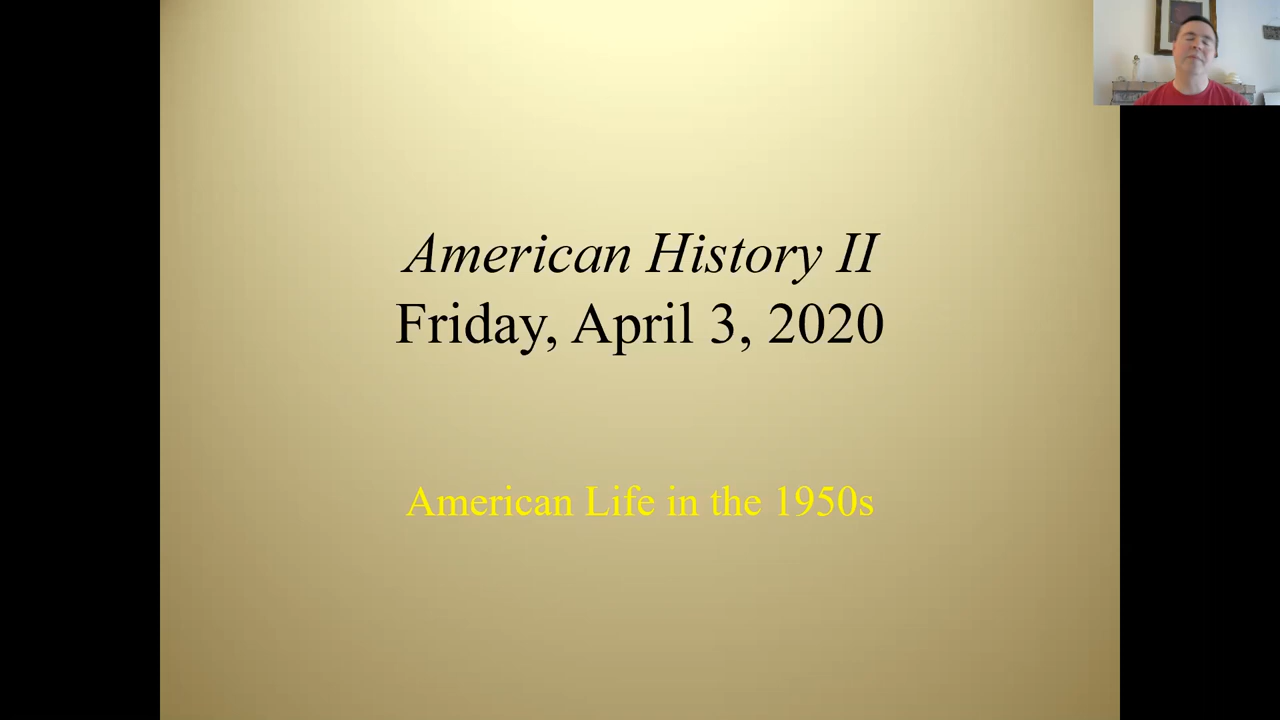 American History II
Friday, April 3, 2020
American Life in the 1950s